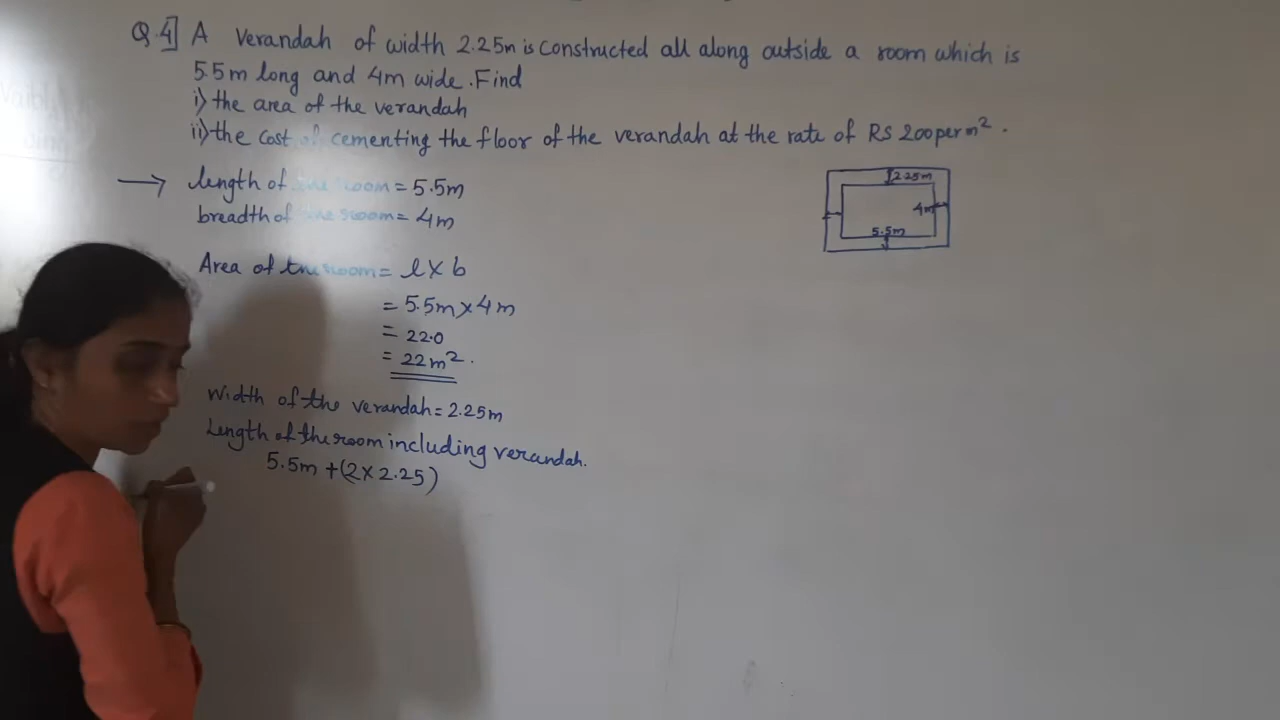 Q.4] A Verandah of width 2.25m is constructed all along outside a room which is
5.5m long and 4m wide. Find
i) the area of the verandah
ii) the cost of cementing the floor of the verandah at the rate of RS 200 per m².
→ length of the room = 5.5m
breadth of the room = 4m
Area of the room = l × b
= 5.5m × 4m
= 22.0
= 22m².
Width of the verandah = 2.25m
Length of the room including verandah.
5.5m + (2 × 2.25)
2.25m
4m
5.5m